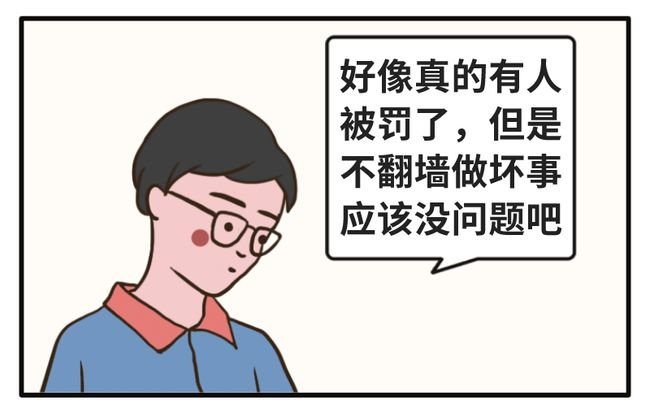 好像真的有人
被罚了，但是
不翻墙做坏事
应该没问题吧